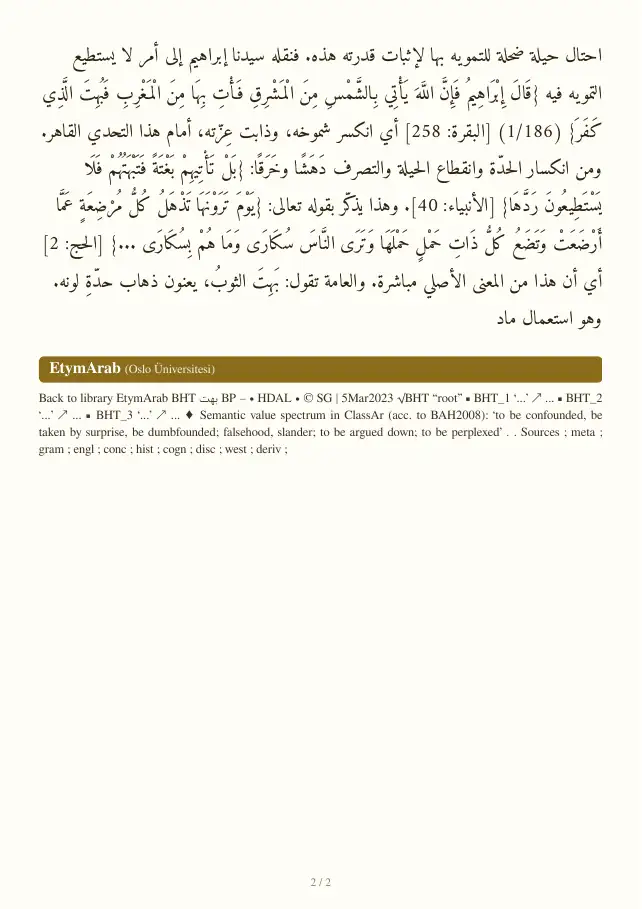 احتال حيلة ضحلة للتمويه بها لإثبات قدرته هذه. فنقله سيدنا إبراهيم إلى أمر لا يستطيع
التمويه فيه {قَالَ إِبْرَاهِيمُ فَإِنَّ اللَّهَ يَأْتِي بِالشَّمْسِ مِنَ الْمَشْرِقِ فَأْتِ بِهَا مِنَ الْمَغْرِبِ فَبُهِتَ الَّذِي
كَفَرَ} (1/186) [البقرة: 258] أي انكسر شموخه، وذابت عِزّته، أمام هذا التحدي القاهر.
ومن انكسار الحدّة وانقطاع الحيلة والتصرف دَهَشًا وخَرَقًا: {بَلْ تَأْتِيهِمْ بَغْتَةً فَتَبْهَتُهُمْ فَلَا
يَسْتَطِيعُونَ رَدَّهَا} [الأنبياء: 40]. وهذا يذكّر بقوله تعالى: {يَوْمَ تَرَوْنَهَا تَذْهَلُ كُلُّ مُرْضِعَةٍ عَمَّا
أَرْضَعَتْ وَتَضَعُ كُلُّ ذَاتِ حَمْلٍ حَمْلَهَا وَتَرَى النَّاسَ سُكَارَى وَمَا هُمْ بِسُكَارَى ...} [الحج: 2]
أي أن هذا من المعنى الأصلي مباشرة. والعامة تقول: بَهِتَ الثوبُ، يعنون ذهاب حدّةِ لونه.
وهو استعمال ماد
EtymArab (Oslo Üniversitesi)
Back to library EtymArab BHT بهت BP – • HDAL • © SG | 5Mar2023 √BHT “root” ▪ BHT_1 ‘...’ ↗ ... ▪ BHT_2
‘...’ ↗ ... ▪ BHT_3 ‘...’ ↗ ... ♦ Semantic value spectrum in ClassAr (acc. to BAH2008): ‘to be confounded, be
taken by surprise, be dumbfounded; falsehood, slander; to be argued down; to be perplexed’ . . Sources ; meta ;
gram ; engl ; conc ; hist ; cogn ; disc ; west ; deriv ;
2 / 2